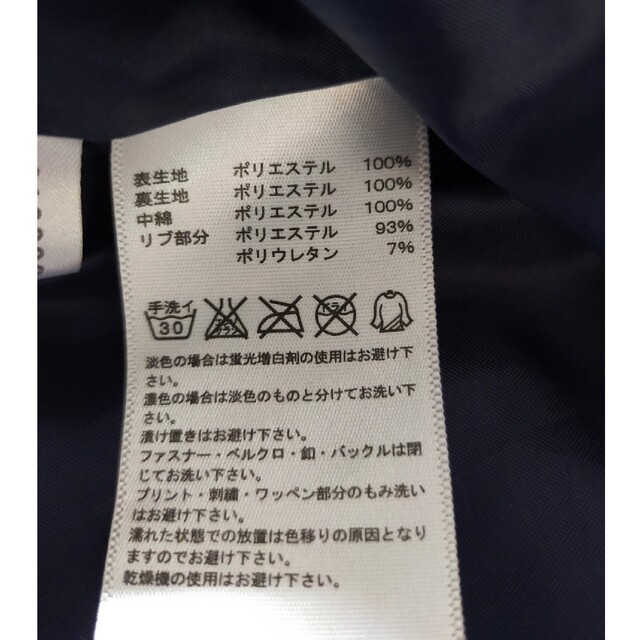 表生地 ポリエステル 100%
裏生地 ポリエステル 100%
中綿 ポリエステル 100%
リブ部分 ポリエステル 93%
ポリウレタン 7%
手洗イ
30
ドライ
淡色の場合は蛍光増白剤の使用はお避け下
さい。
濃色の場合は淡色のものと分けてお洗い下
さい。
漬け置きはお避け下さい。
ファスナー・ベルクロ・釦・バックルは閉
じてお洗い下さい。
プリント・刺繍・ワッペン部分のもみ洗い
はお避け下さい。
濡れた状態での放置は色移りの原因となり
ますのでお避け下さい。
乾燥機の使用はお避け下さい。